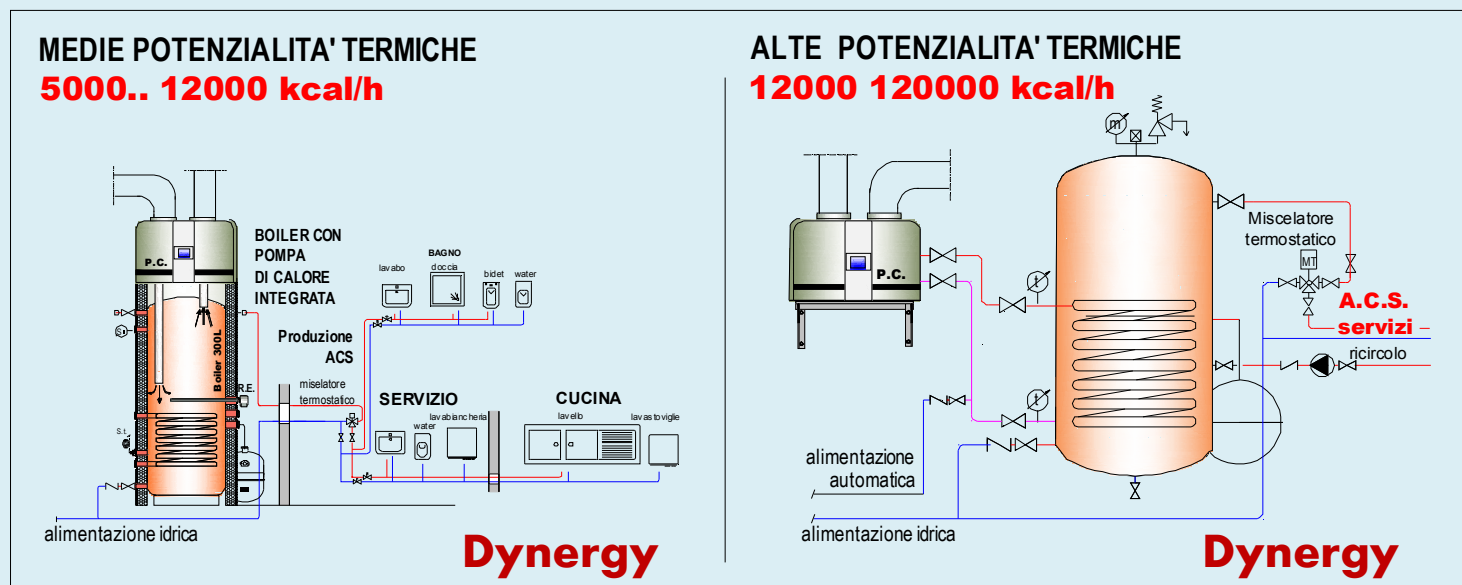 MEDIE POTENZIALITA' TERMICHE
5000.. 12000 kcal/h
P.C.
BOILER CON
POMPA
DI CALORE
INTEGRATA
Boiler 300L
R.E.
S.t.
S
Produzione
ACS
miselatore
termostatico
BAGNO
lavabo
doccia
bidet
water
SERVIZIO
water
lavabiancheria
CUCINA
lavello
lavastoviglie
alimentazione idrica
Dynergy
ALTE POTENZIALITA' TERMICHE
12000 120000 kcal/h
m
P.C.
t
t
Miscelatore
termostatico
MT
A.C.S.
servizi
ricircolo
alimentazione
automatica
alimentazione idrica
Dynergy